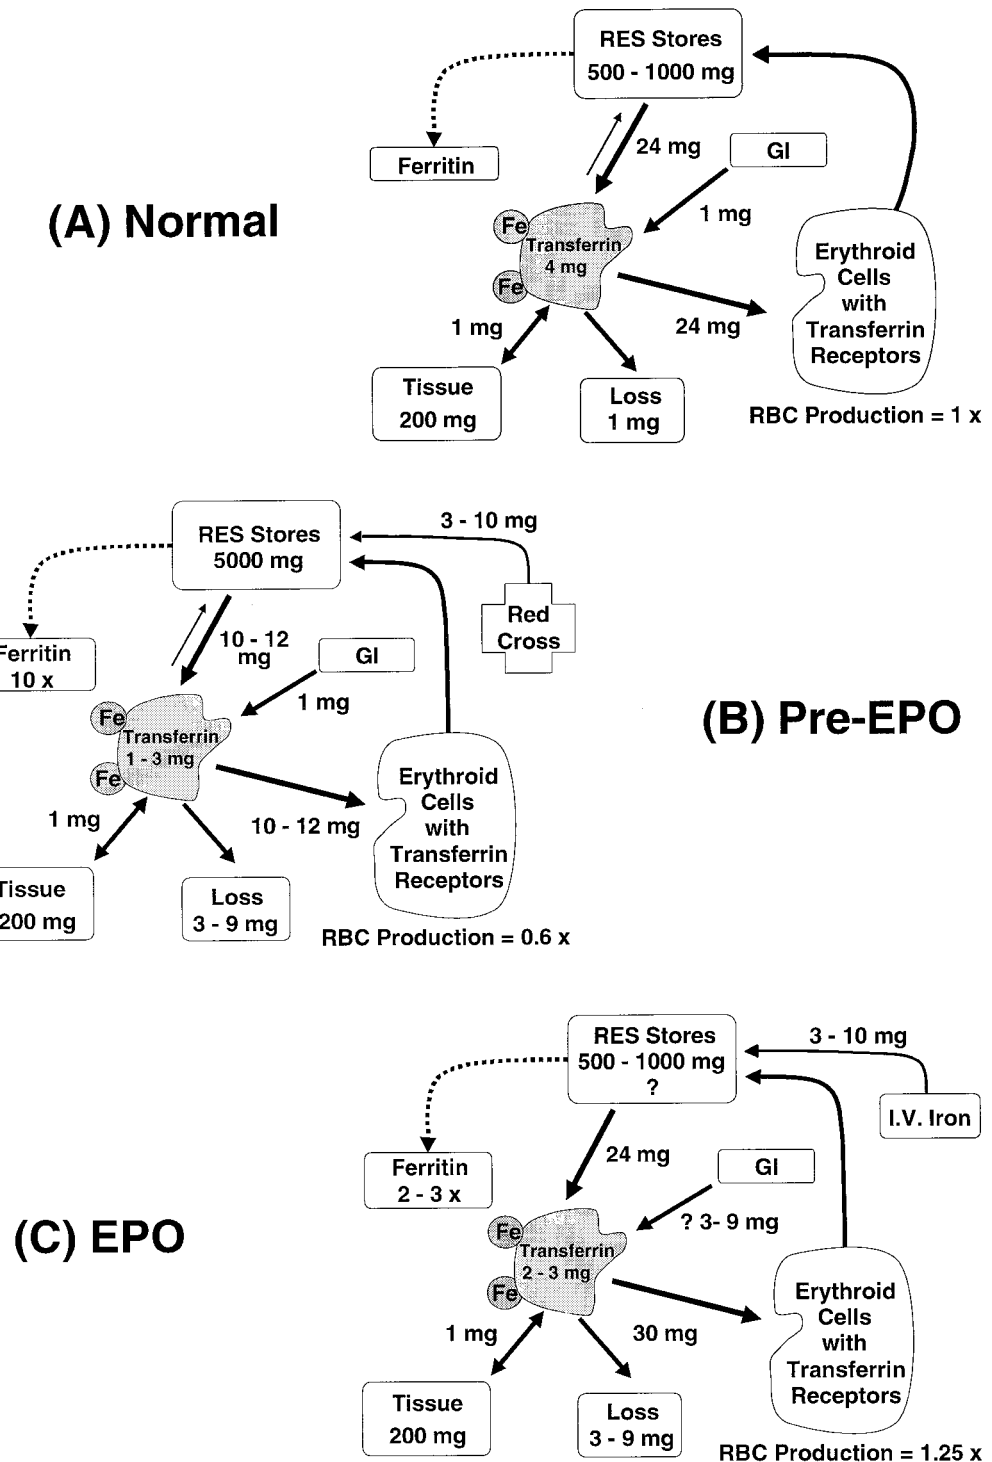 RES Stores
500 - 1000 mg
Ferritin
24 mg
GI
1 mg
(A) Normal
Fe
Transferrin
4 mg
Fe
Erythroid
Cells
with
Transferrin
Receptors
1 mg
24 mg
Tissue
200 mg
Loss
1 mg
RBC Production = 1 x
RES Stores
5000 mg
3 - 10 mg
Red
Cross
Ferritin
10 x
10 - 12
mg
GI
1 mg
(B) Pre-EPO
Fe
Transferrin
1 - 3 mg
Fe
Erythroid
Cells
with
Transferrin
Receptors
1 mg
10 - 12 mg
Tissue
200 mg
Loss
3 - 9 mg
RBC Production = 0.6 x
RES Stores
500 - 1000 mg
?
3 - 10 mg
I.V. Iron
Ferritin
2 - 3 x
24 mg
GI
? 3- 9 mg
(C) EPO
Fe
Transferrin
2 - 3 mg
Fe
Erythroid
Cells
with
Transferrin
Receptors
1 mg
30 mg
Tissue
200 mg
Loss
3 - 9 mg
RBC Production = 1.25 x